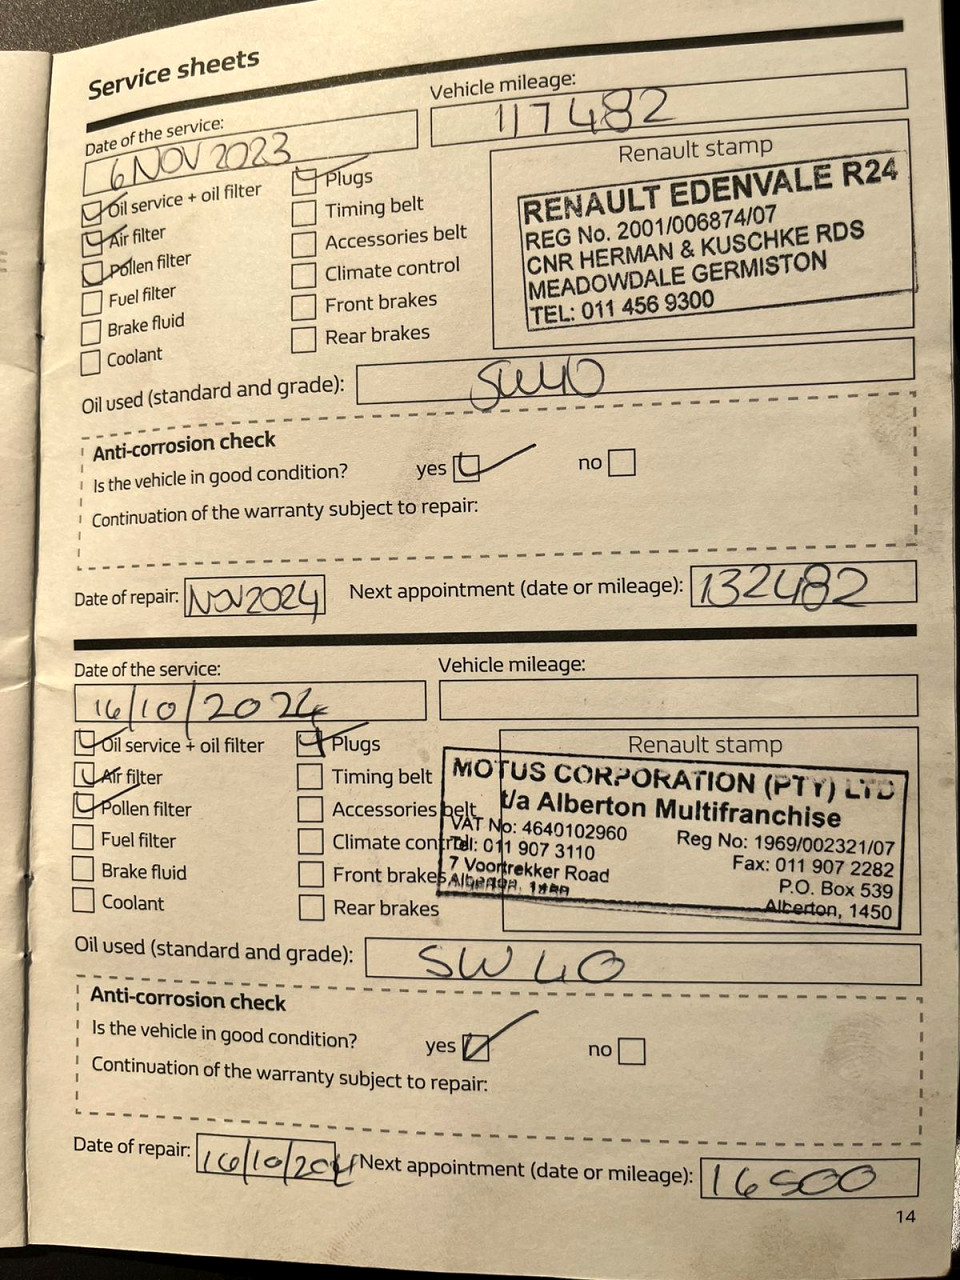 Service sheets
Date of the service:
Vehicle mileage:
6 NOV 2023
117482
Oil service + oil filter
Plugs
Renault stamp
Air filter
Timing belt
Pollen filter
Accessories belt
Fuel filter
Climate control
Brake fluid
Front brakes
Coolant
Rear brakes
RENAULT EDENVALE R24
REG No. 2001/006874/07
CNR HERMAN & KUSCHKE RDS
MEADOWDALE GERMISTON
TEL: 011 456 9300
Oil used (standard and grade):
5W40
Anti-corrosion check
Is the vehicle in good condition? yes no
Continuation of the warranty subject to repair:
Date of repair: NOV 2024 Next appointment (date or mileage): 132482
Date of the service:
Vehicle mileage:
16/10/2024
Oil service + oil filter
Plugs
Renault stamp
Air filter
Timing belt
Pollen filter
Accessories belt
Fuel filter
Climate control
Brake fluid
Front brakes
Coolant
Rear brakes
MOTUS CORPORATION (PTY) LTD
t/a Alberton Multifranchise
VAT No: 4640102960 Reg No: 1969/002321/07
Tel: 011 907 3110 Fax: 011 907 2282
7 Voortrekker Road P.O. Box 539
Alberton, Alberton, 1450
Oil used (standard and grade):
5W40
Anti-corrosion check
Is the vehicle in good condition? yes no
Continuation of the warranty subject to repair:
Date of repair: 16/10/2024 Next appointment (date or mileage): 16500
14